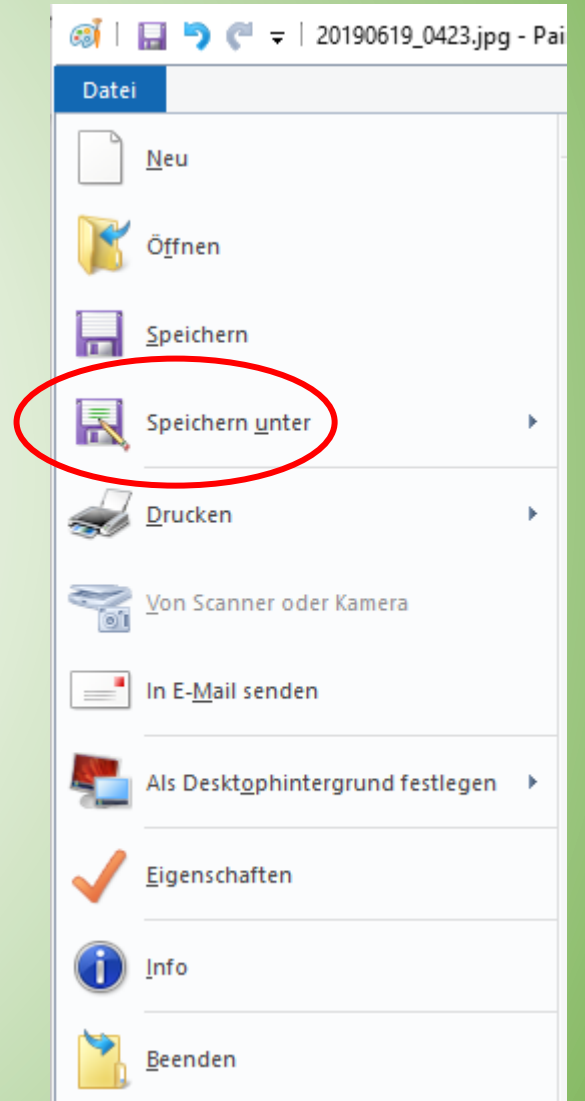 20190619_0423.jpg - Pai
Datei
Neu
Öffnen
Speichern
Speichern unter
Drucken
Von Scanner oder Kamera
In E-Mail senden
Als Desktophintergrund festlegen
Eigenschaften
Info
Beenden